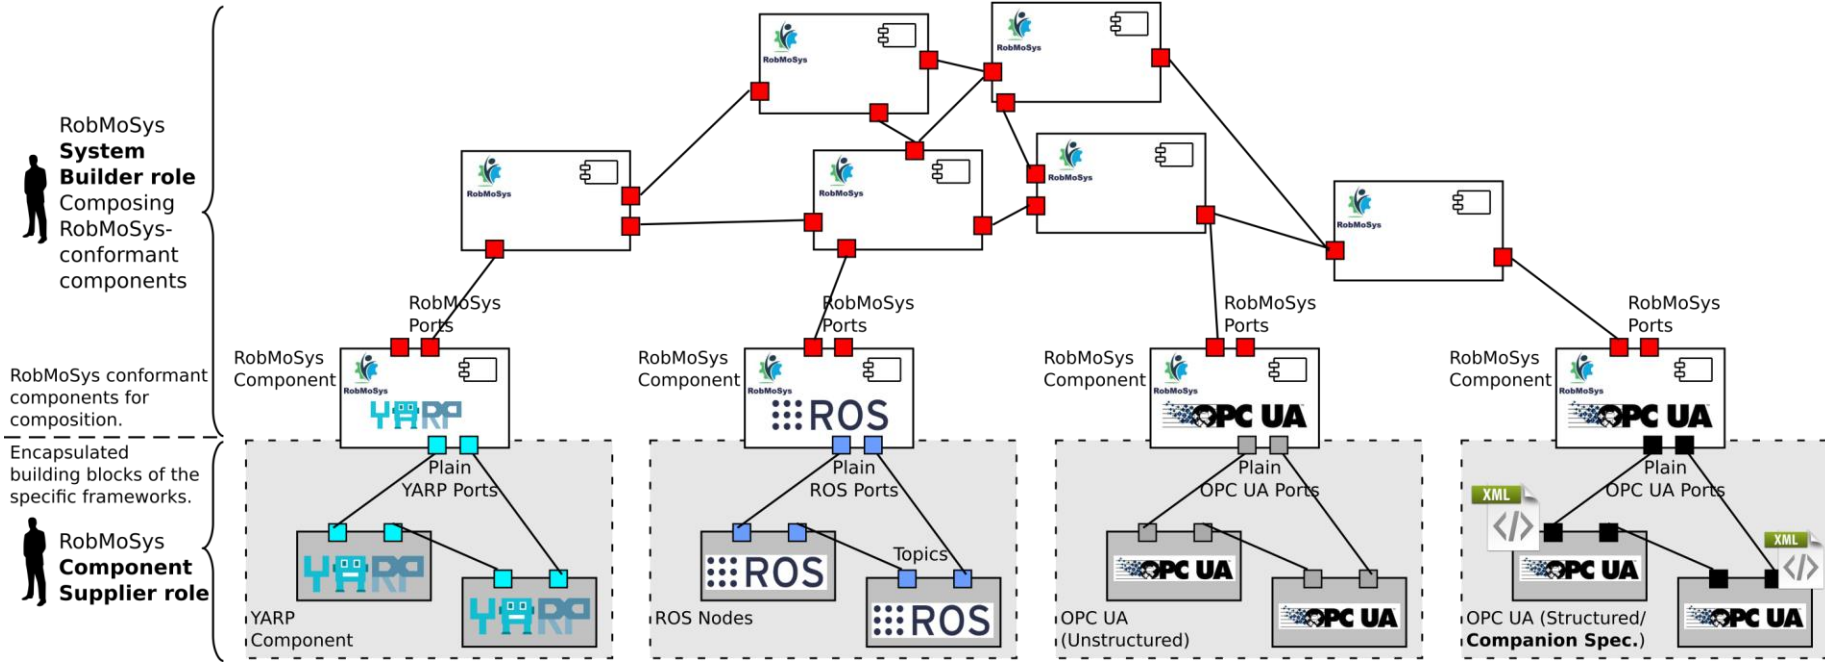 RobMoSys
System
Builder role
Composing
RobMoSys-
conformant
components
RobMoSys conformant
components for
composition.
Encapsulated
building blocks of the
specific frameworks.
RobMoSys
Component
Supplier role
RobMoSys
RobMoSys
RobMoSys
RobMoSys
RobMoSys
RobMoSys
RobMoSys
Ports
RobMoSys
Component
RobMoSys
YARP
Plain
YARP Ports
YARP
YARP
YARP
Component
RobMoSys
Ports
RobMoSys
Component
RobMoSys
ROS
Plain
ROS Ports
ROS
Topics
ROS
ROS Nodes
RobMoSys
Ports
RobMoSys
Component
RobMoSys
OPC UA
Plain
OPC UA Ports
OPC UA
OPC UA
OPC UA
(Unstructured)
RobMoSys
Ports
RobMoSys
Component
RobMoSys
OPC UA
Plain
OPC UA Ports
XML
</>
OPC UA
XML
</>
OPC UA
OPC UA (Structured/
Companion Spec.)